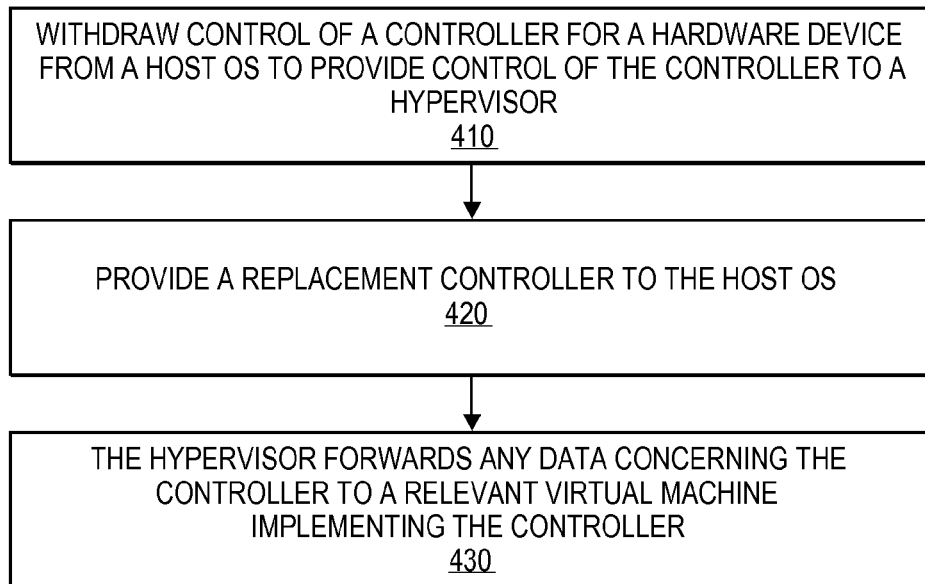 WITHDRAW CONTROL OF A CONTROLLER FOR A HARDWARE DEVICE
FROM A HOST OS TO PROVIDE CONTROL OF THE CONTROLLER TO A
HYPERVISOR
410
PROVIDE A REPLACEMENT CONTROLLER TO THE HOST OS
420
THE HYPERVISOR FORWARDS ANY DATA CONCERNING THE
CONTROLLER TO A RELEVANT VIRTUAL MACHINE
IMPLEMENTING THE CONTROLLER
430